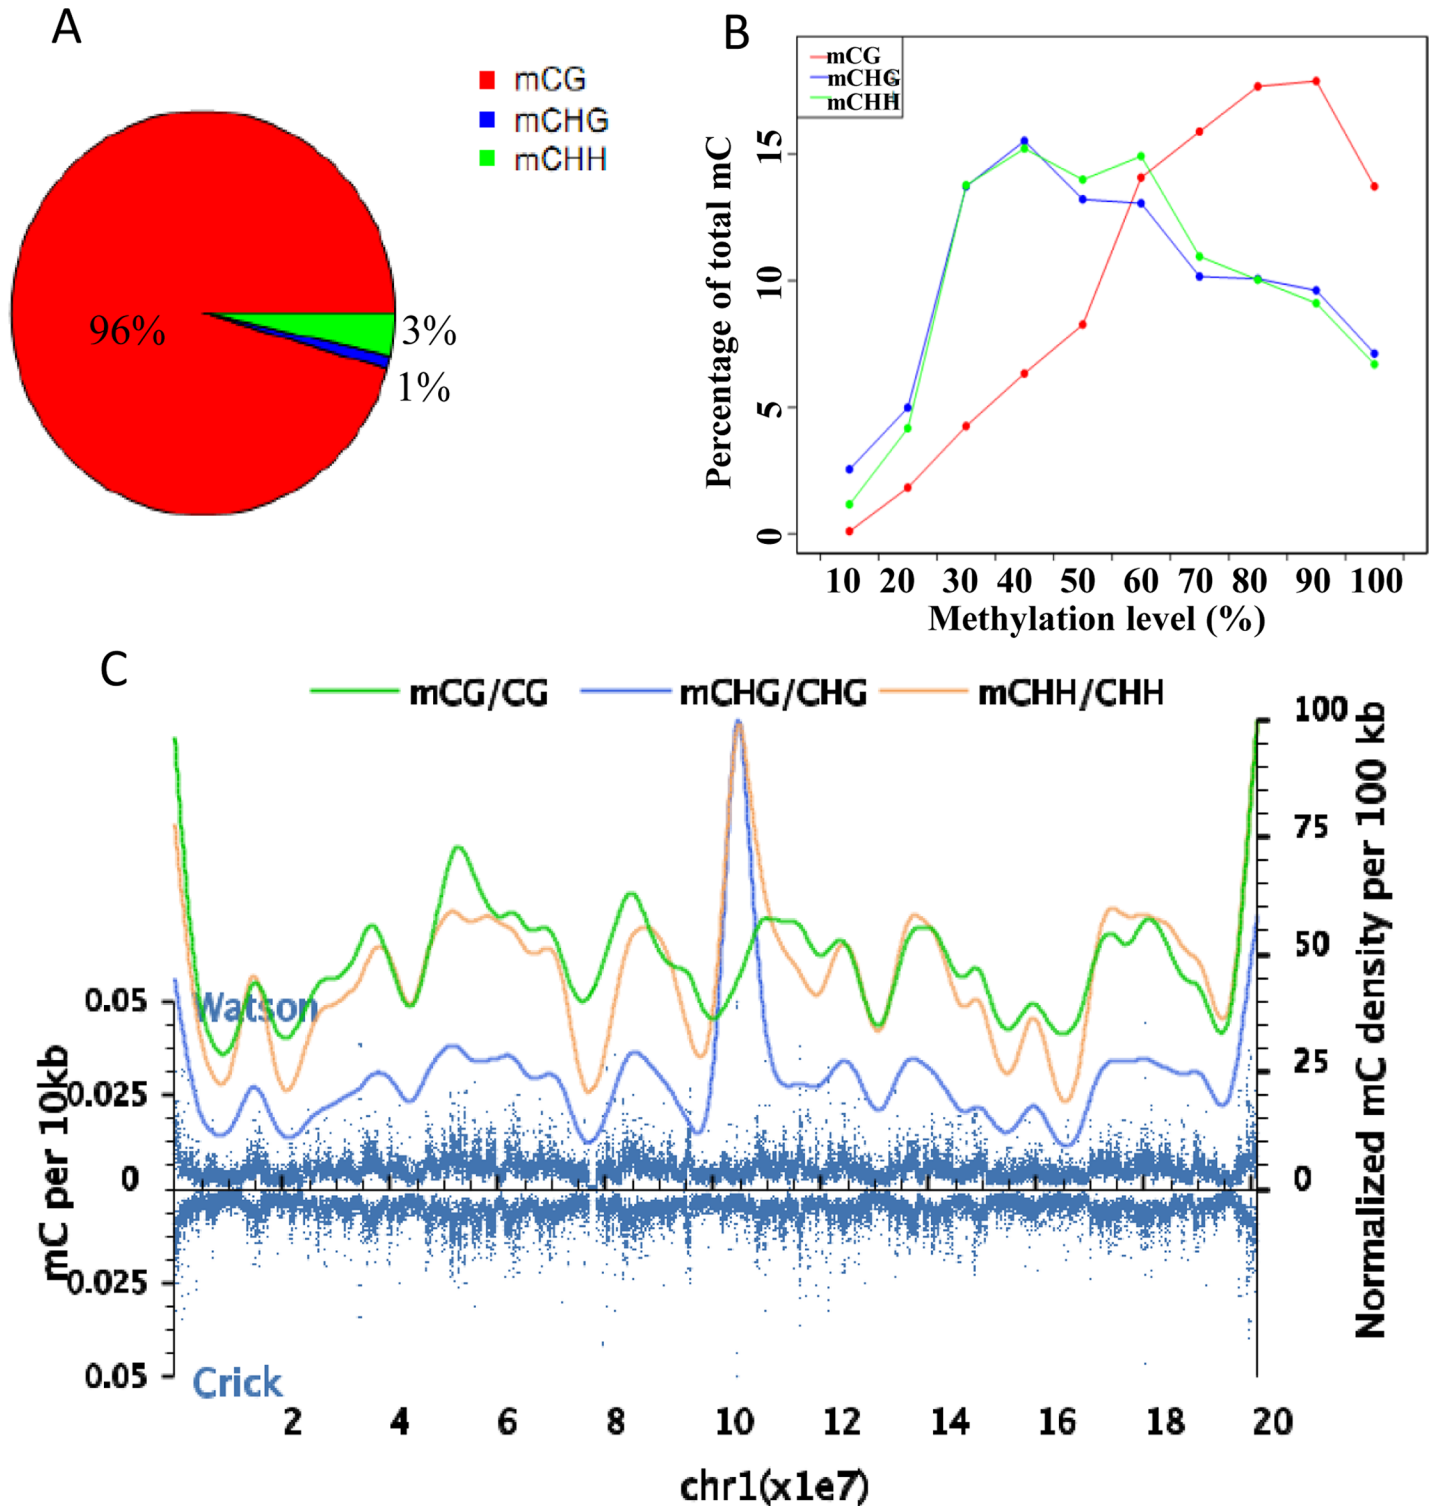 A
mCG
mCHG
mCHH
96%
3%
1%
B
mCG
mCHG
mCHH
Percentage of total mC
15
10
5
0
10 20 30 40 50 60 70 80 90 100
Methylation level (%)
C
mCG/CG mCHG/CHG mCHH/CHH
100
75
50
25
0
Normalized mC density per 100 kb
0.05
0.025
0
0.025
0.05
mC per 10kb
Watson
Crick
2 4 6 8 10 12 14 16 18 20
chr1(x1e7)